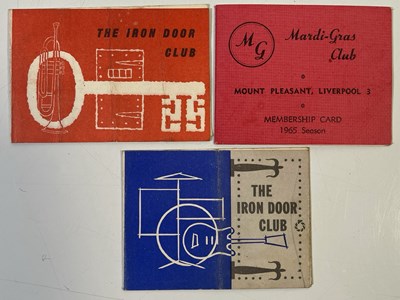 THE IRON DOOR
CLUB
MG
Mardi-Gras
Club
MOUNT PLEASANT, LIVERPOOL 3
MEMBERSHIP CARD
1965 Season
THE
IRON DOOR
CLUB